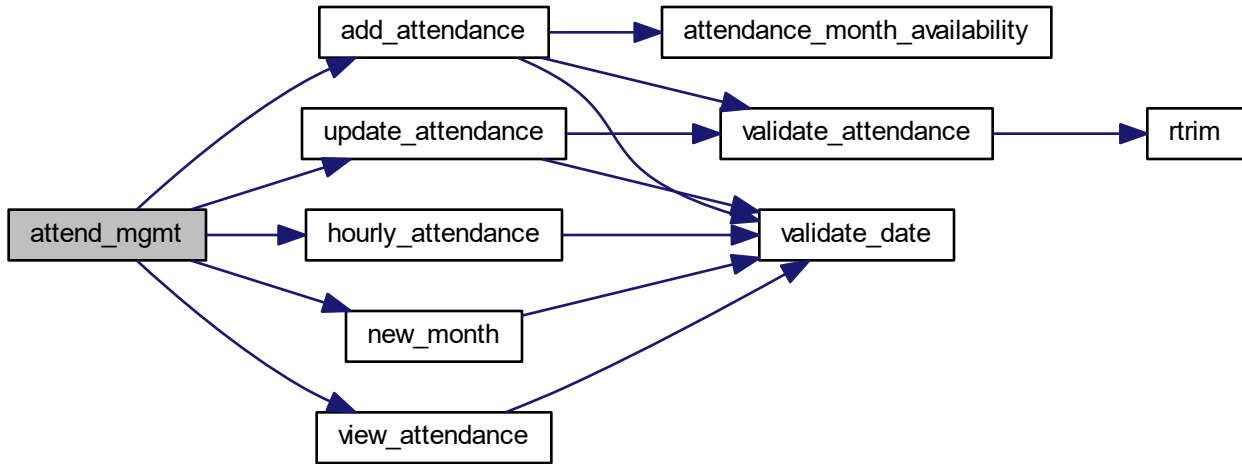 add_attendance
attendance_month_availability
update_attendance
validate_attendance
rtrim
attend_mgmt
hourly_attendance
validate_date
new_month
view_attendance